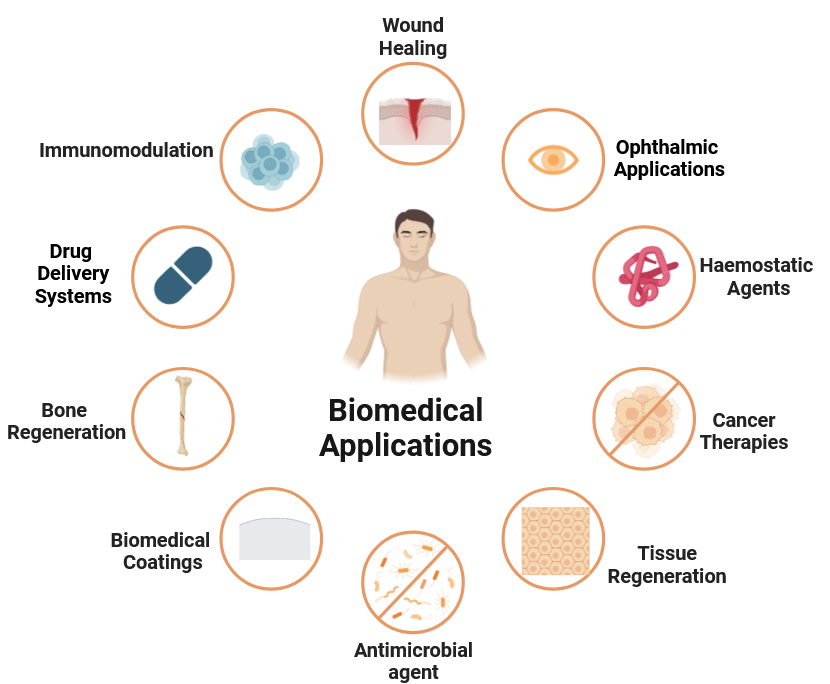 Wound
Healing
Immunomodulation
Ophthalmic
Applications
Drug
Delivery
Systems
Haemostatic
Agents
Biomedical
Applications
Bone
Regeneration
Cancer
Therapies
Biomedical
Coatings
Tissue
Regeneration
Antimicrobial
agent